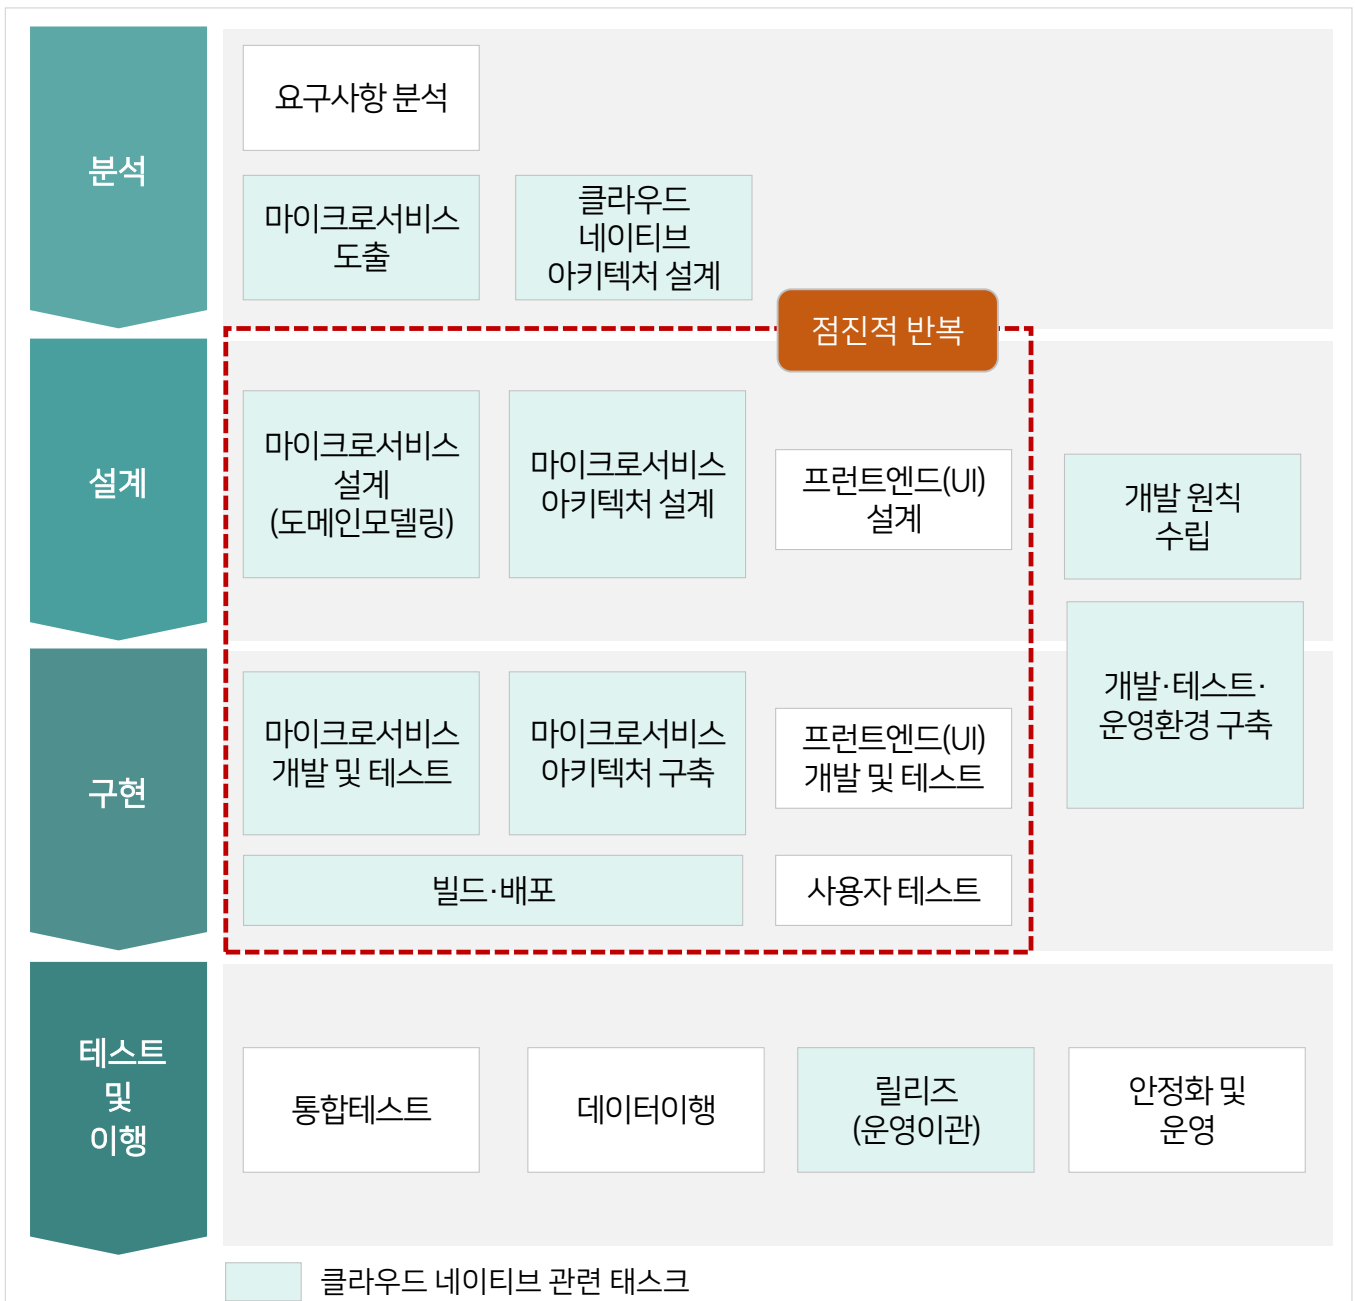 분석
요구사항 분석
마이크로서비스
도출
클라우드
네이티브
아키텍처 설계
점진적 반복
설계
마이크로서비스
설계
(도메인모델링)
마이크로서비스
아키텍처 설계
프런트엔드(UI)
설계
개발 원칙
수립
구현
마이크로서비스
개발 및 테스트
마이크로서비스
아키텍처 구축
프런트엔드(UI)
개발 및 테스트
개발·테스트·
운영환경 구축
빌드·배포
사용자 테스트
테스트
및
이행
통합테스트
데이터이행
릴리즈
(운영이관)
안정화 및
운영
클라우드 네이티브 관련 태스크